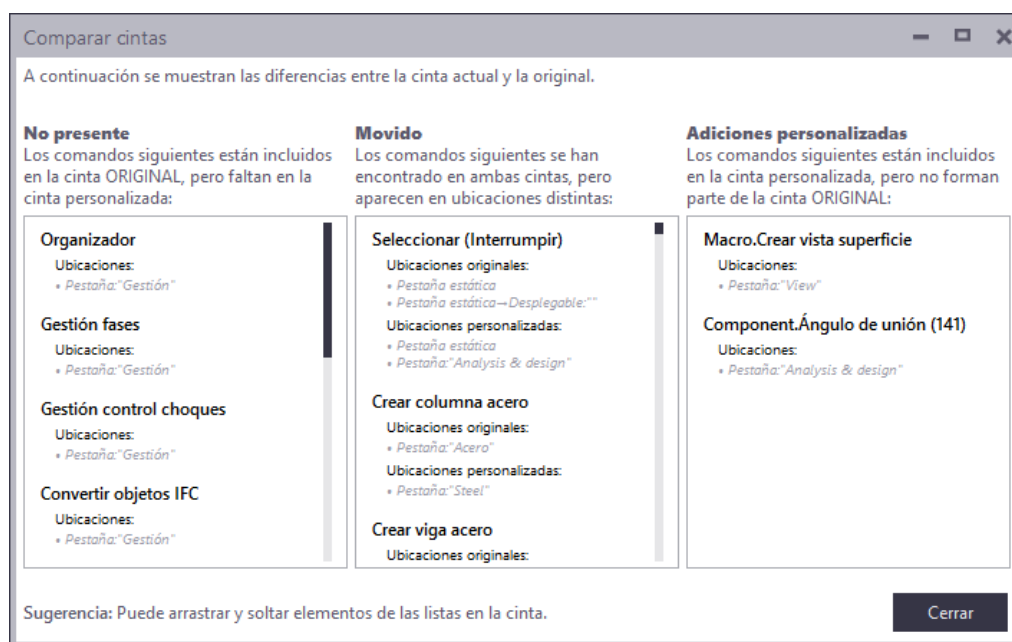 Comparar cintas
A continuación se muestran las diferencias entre la cinta actual y la original.
No presente
Los comandos siguientes están incluidos
en la cinta ORIGINAL, pero faltan en la
cinta personalizada:
Organizador
Ubicaciones:
• Pestaña:"Gestión"
Gestión fases
Ubicaciones:
• Pestaña:"Gestión"
Gestión control choques
Ubicaciones:
• Pestaña:"Gestión"
Convertir objetos IFC
Ubicaciones:
• Pestaña:"Gestión"
Movido
Los comandos siguientes se han
encontrado en ambas cintas, pero
aparecen en ubicaciones distintas:
Seleccionar (Interrumpir)
Ubicaciones originales:
• Pestaña estática
• Pestaña estática→Desplegable:""
Ubicaciones personalizadas:
• Pestaña estática
• Pestaña:"Analysis & design"
Crear columna acero
Ubicaciones originales:
• Pestaña:"Acero"
Ubicaciones personalizadas:
• Pestaña:"Steel"
Crear viga acero
Ubicaciones originales:
Adiciones personalizadas
Los comandos siguientes están incluidos
en la cinta personalizada, pero no forman
parte de la cinta ORIGINAL:
Macro.Crear vista superficie
Ubicaciones:
• Pestaña:"View"
Component.Ángulo de unión (141)
Ubicaciones:
• Pestaña:"Analysis & design"
Sugerencia: Puede arrastrar y soltar elementos de las listas en la cinta.
Cerrar